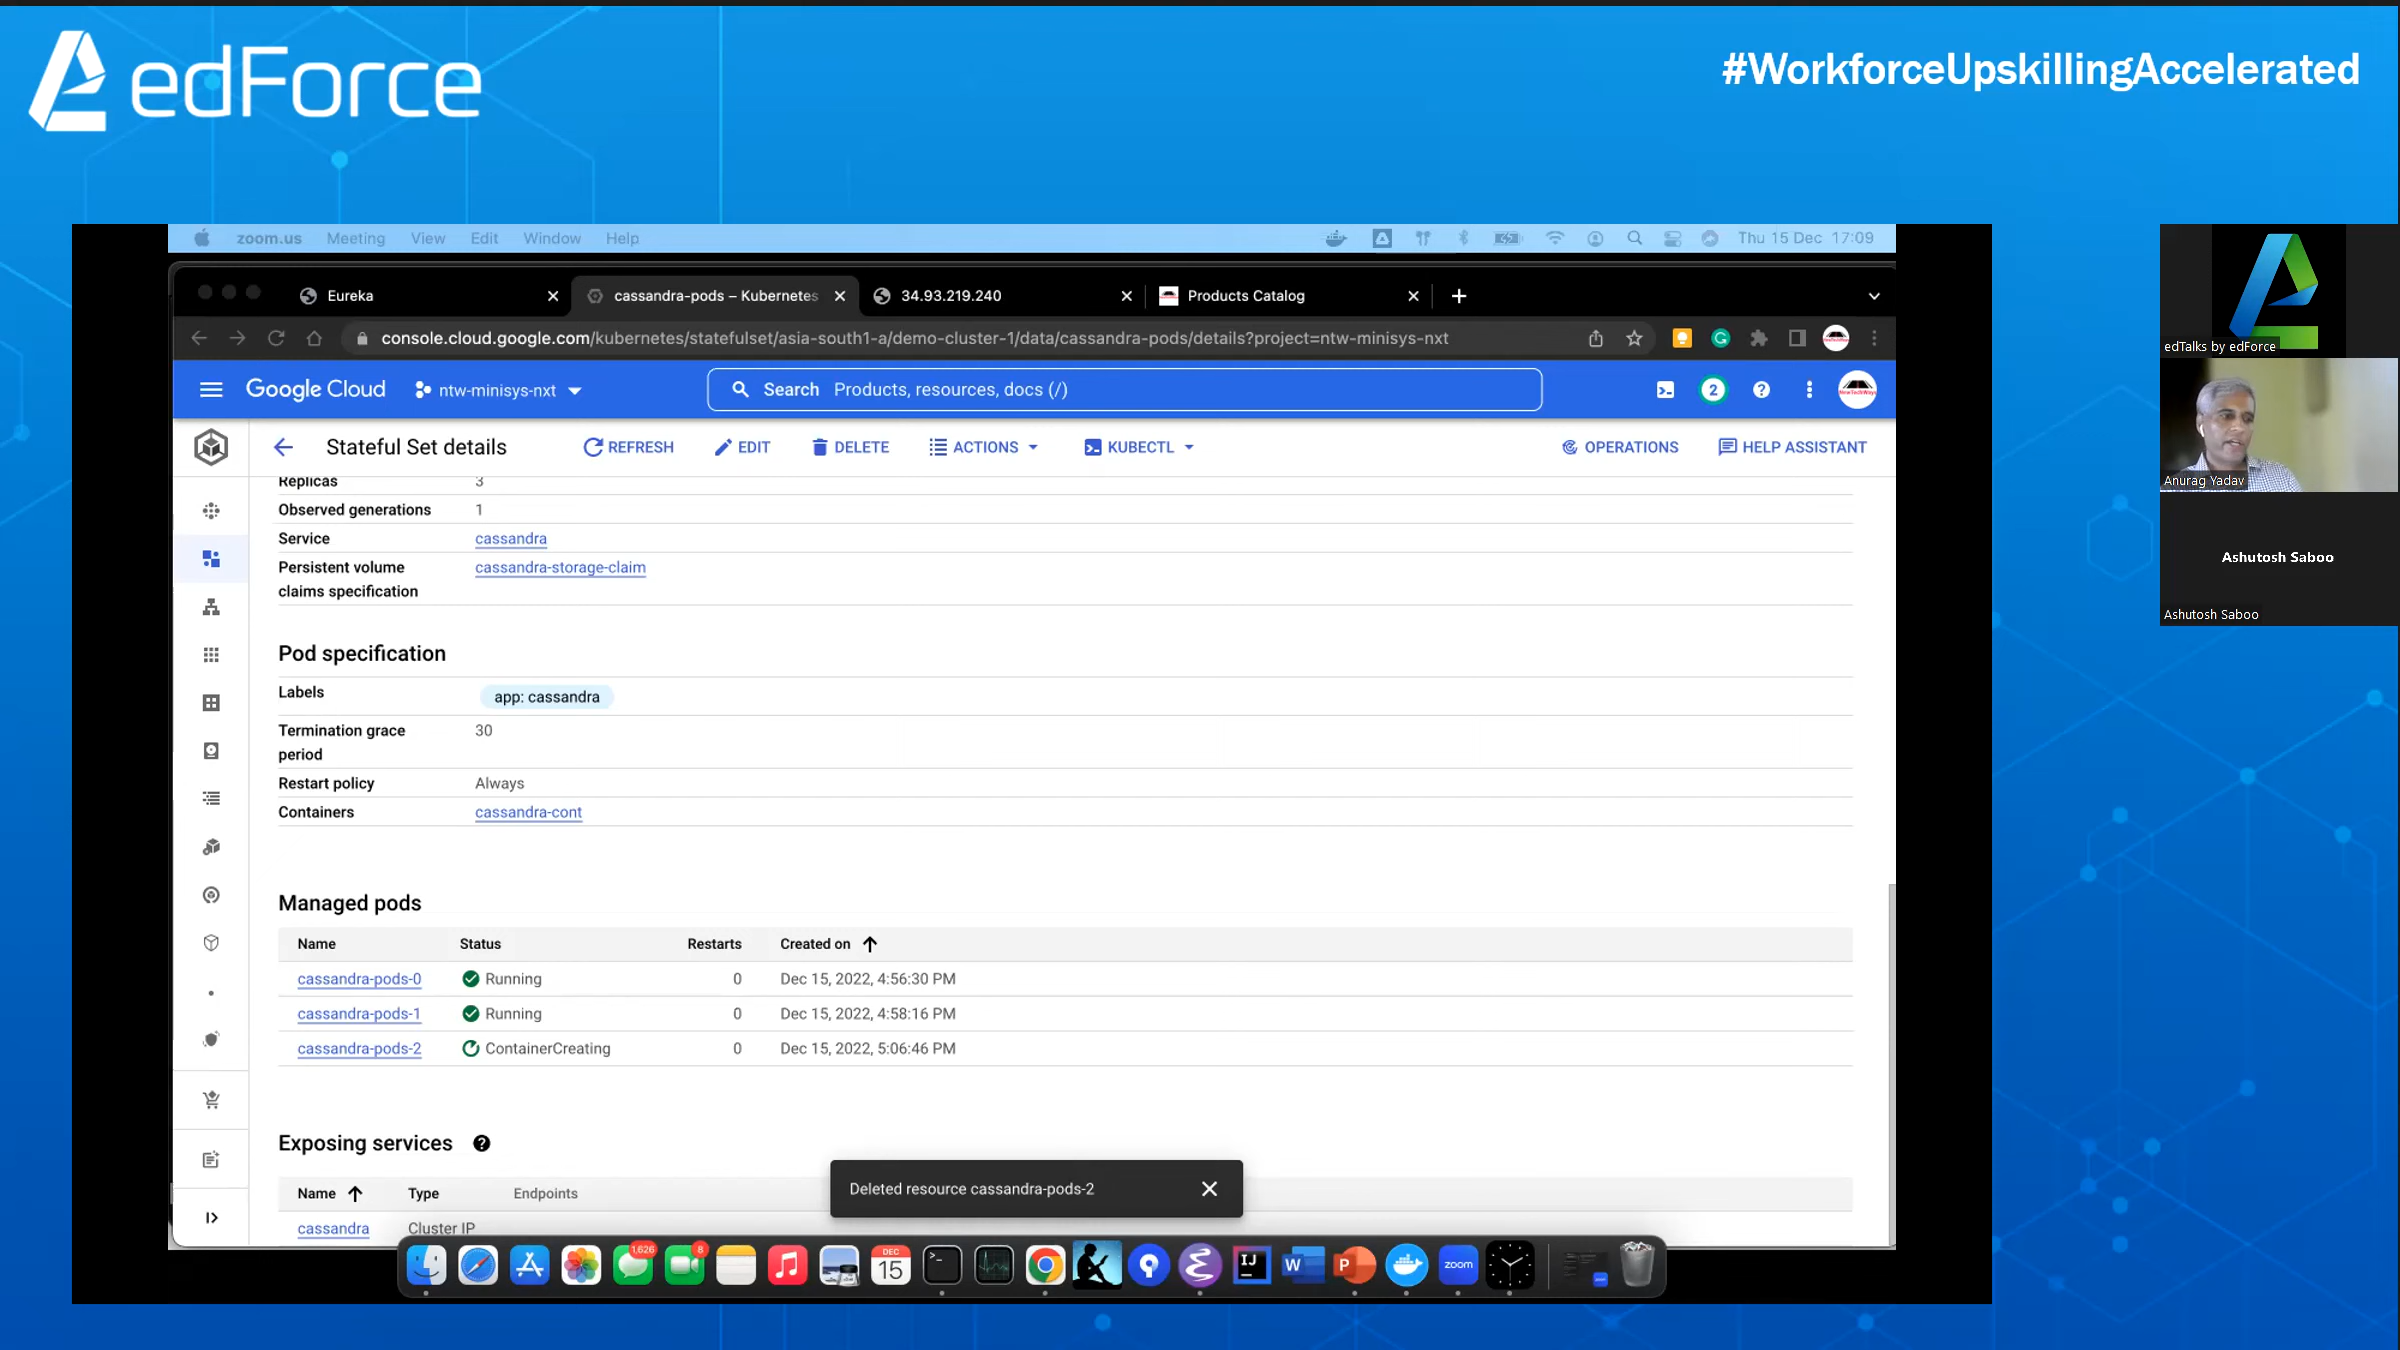 edForce
#WorkforceUpskillingAccelerated
zoom.us Meeting View Edit Window Help Thu 15 Dec 17:09
Eureka cassandra-pods – Kubernetes 34.93.219.240 Products Catalog
console.cloud.google.com/kubernetes/statefulset/asia-south1-a/demo-cluster-1/data/cassandra-pods/details?project=ntw-minisys-nxt
Google Cloud ntw-minisys-nxt Search Products, resources, docs (/) 2
Stateful Set details REFRESH EDIT DELETE ACTIONS KUBECTL OPERATIONS HELP ASSISTANT
Replicas 3
Observed generations 1
Service cassandra
Persistent volume claims specification cassandra-storage-claim
Pod specification
Labels app: cassandra
Termination grace period 30
Restart policy Always
Containers cassandra-cont
Managed pods
Name Status Restarts Created on
cassandra-pods-0 Running 0 Dec 15, 2022, 4:56:30 PM
cassandra-pods-1 Running 0 Dec 15, 2022, 4:58:16 PM
cassandra-pods-2 ContainerCreating 0 Dec 15, 2022, 5:06:46 PM
Exposing services
Name Type Endpoints
cassandra Cluster IP
Deleted resource cassandra-pods-2
1,626 8 DEC 15 IJ W P zoom
edTalks by edForce
Anurag Yadav
Ashutosh Saboo
Ashutosh Saboo